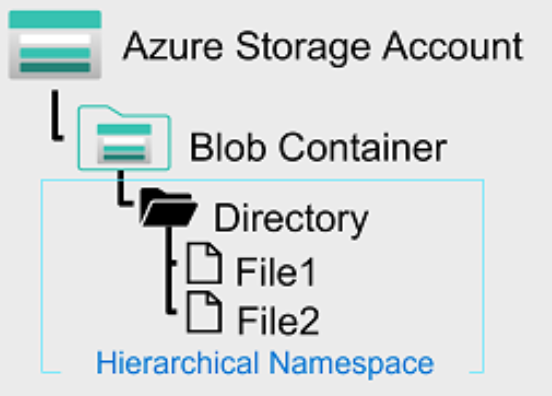 Azure Storage Account
Blob Container
Directory
File1
File2
Hierarchical Namespace